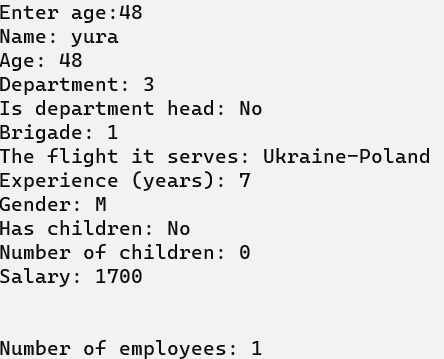 Enter age:48
Name: yura
Age: 48
Department: 3
Is department head: No
Brigade: 1
The flight it serves: Ukraine-Poland
Experience (years): 7
Gender: M
Has children: No
Number of children: 0
Salary: 1700
Number of employees: 1